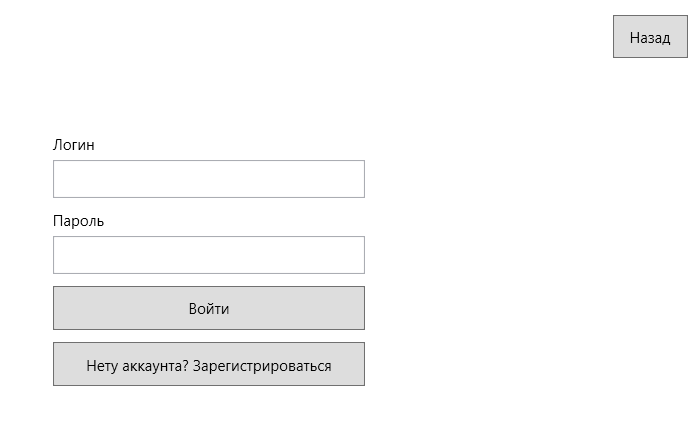 Назад
Логин
Пароль
Войти
Нету аккаунта? Зарегистрироваться